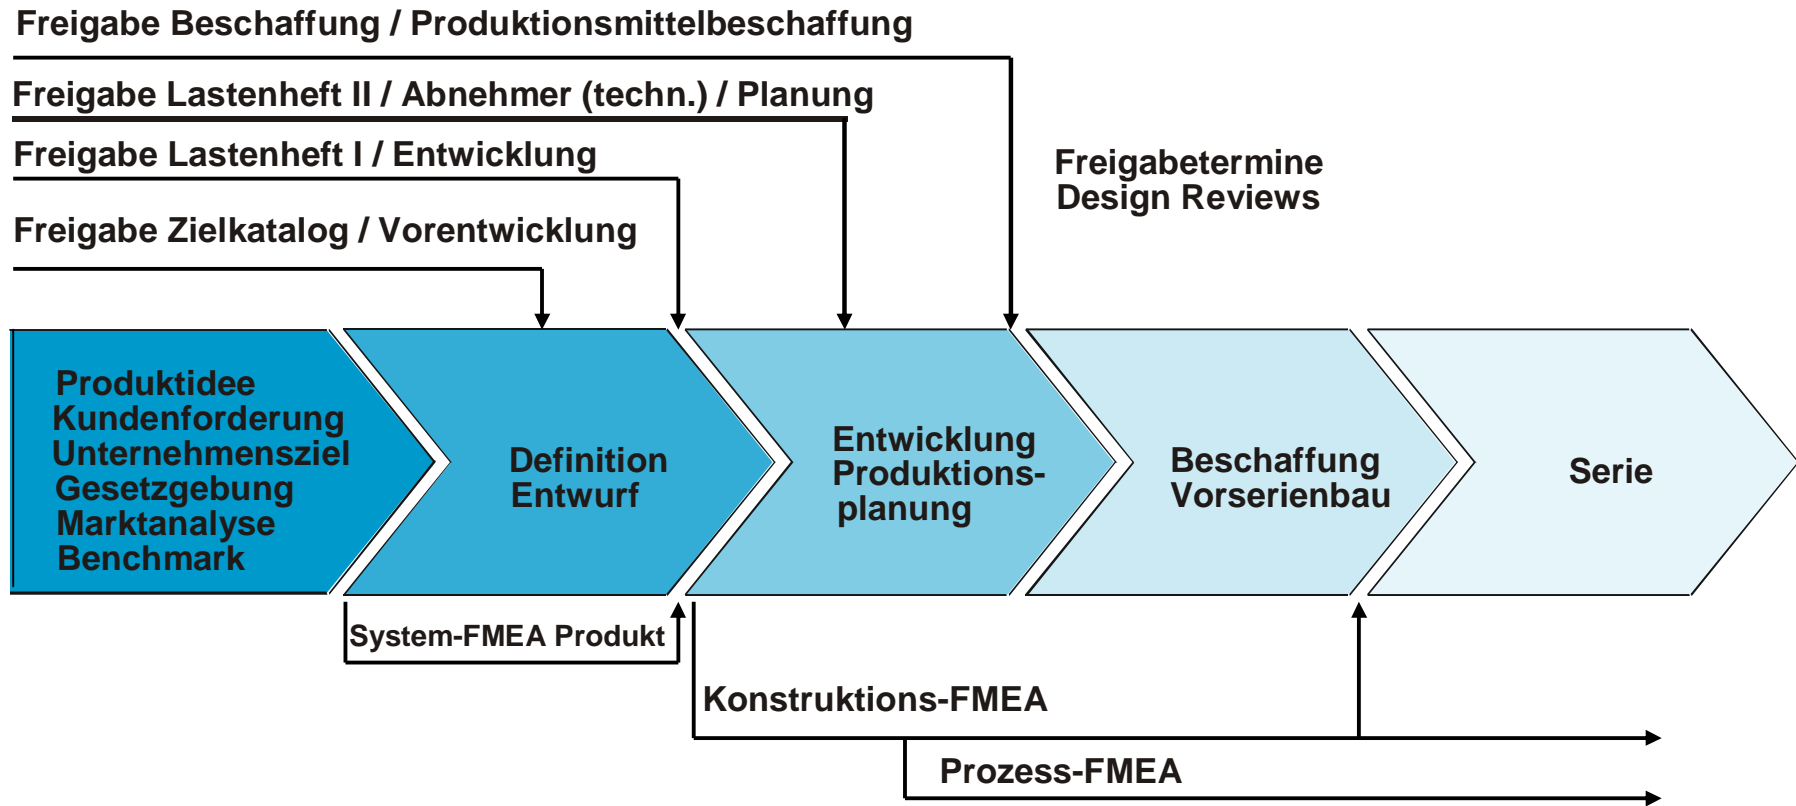 Freigabe Beschaffung / Produktionsmittelbeschaffung
Freigabe Lastenheft II / Abnehmer (techn.) / Planung
Freigabe Lastenheft I / Entwicklung
Freigabe Zielkatalog / Vorentwicklung
Freigabetermine
Design Reviews
Produktidee
Kundenforderung
Unternehmensziel
Gesetzgebung
Marktanalyse
Benchmark
Definition
Entwurf
Entwicklung
Produktions-
planung
Beschaffung
Vorserienbau
Serie
System-FMEA Produkt
Konstruktions-FMEA
Prozess-FMEA